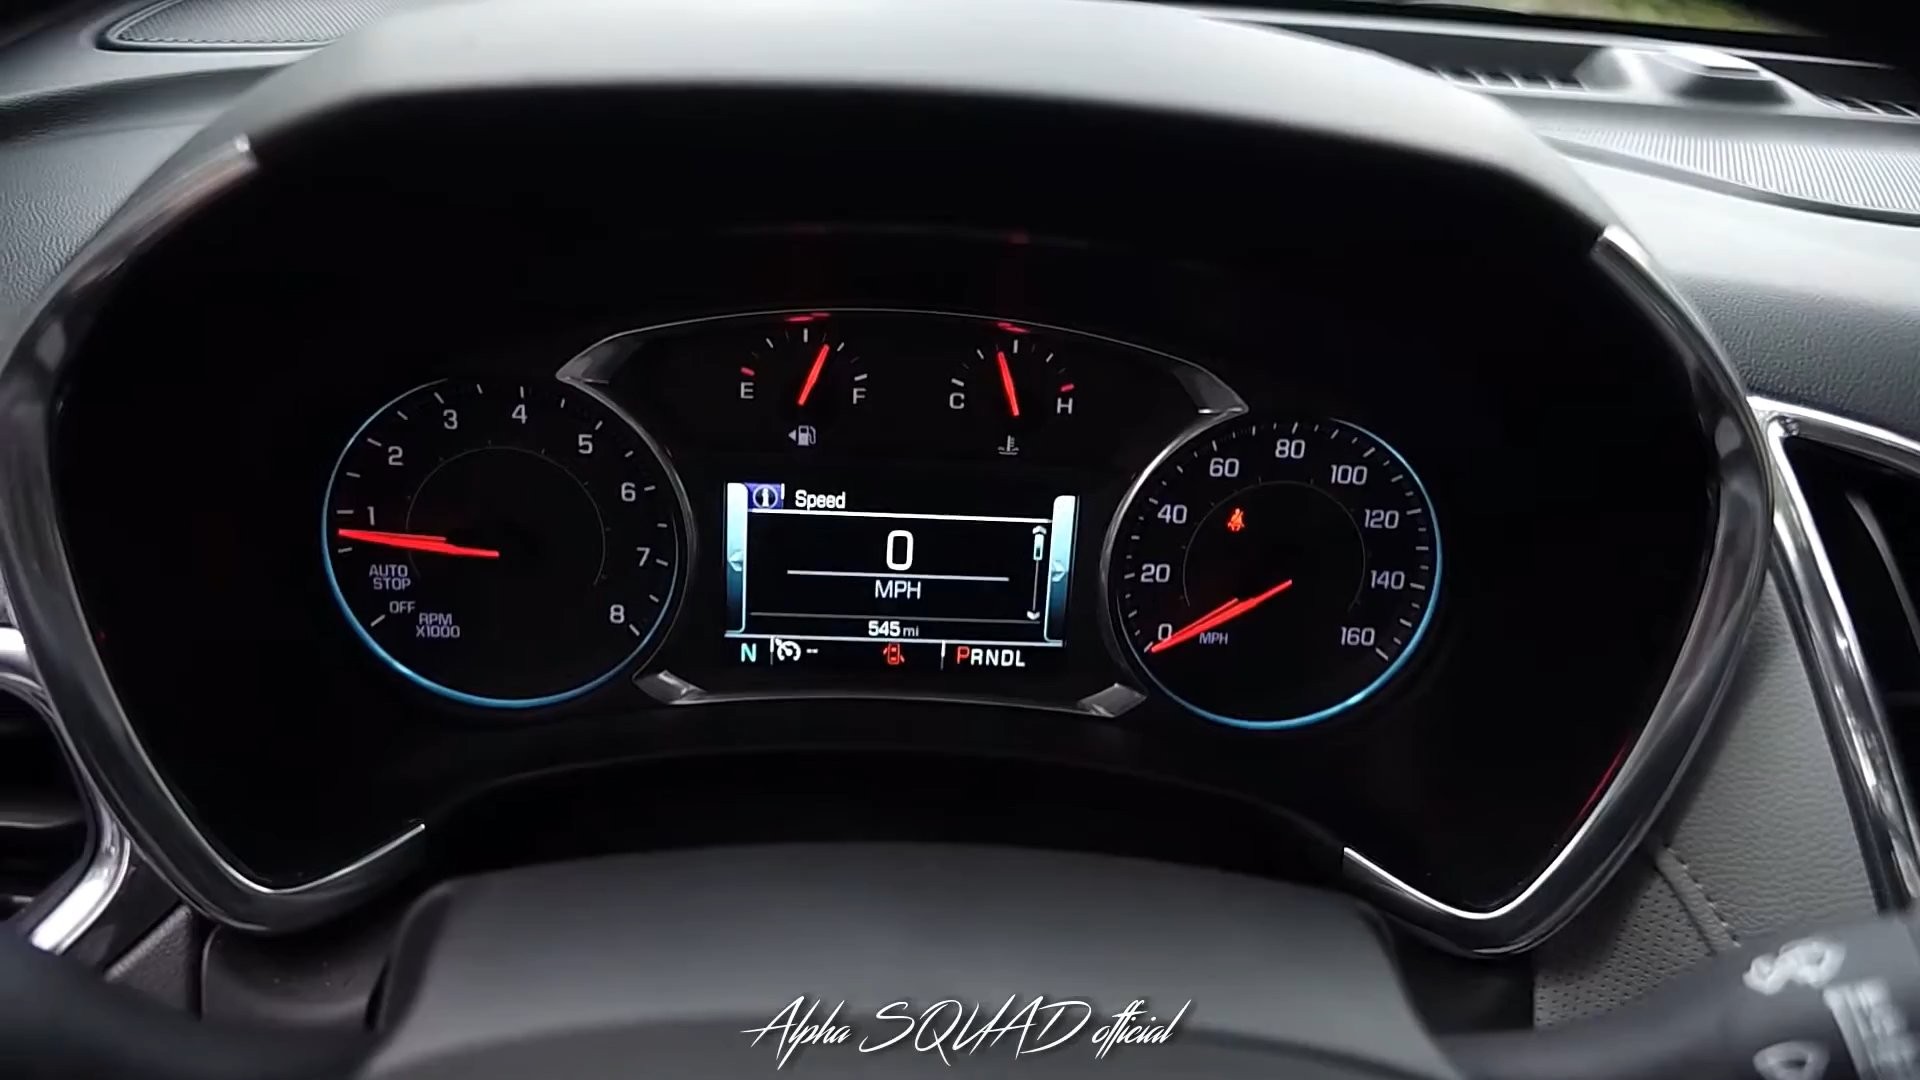 E F
C H
1 2 3 4 5 6 7 8
AUTO
STOP
OFF
RPM
X1000
Speed
0
MPH
545 mi
N -- PRNDL
0 20 40 60 80 100 120 140 160
MPH
Alpha SQUAD official